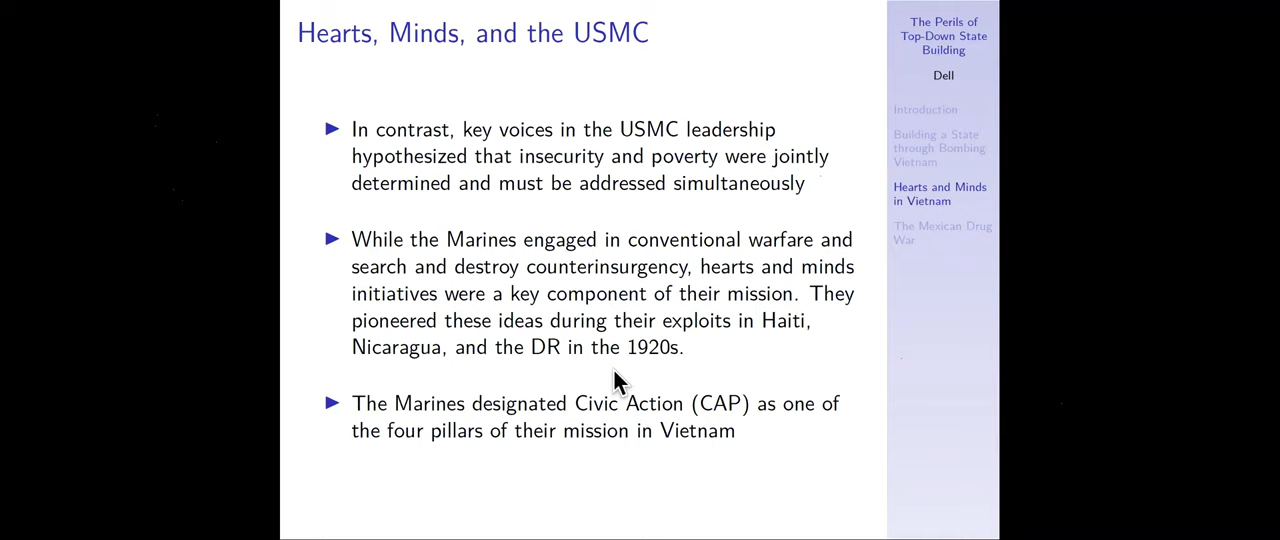 Hearts, Minds, and the USMC
In contrast, key voices in the USMC leadership
hypothesized that insecurity and poverty were jointly
determined and must be addressed simultaneously
While the Marines engaged in conventional warfare and
search and destroy counterinsurgency, hearts and minds
initiatives were a key component of their mission. They
pioneered these ideas during their exploits in Haiti,
Nicaragua, and the DR in the 1920s.
The Marines designated Civic Action (CAP) as one of
the four pillars of their mission in Vietnam
The Perils of
Top-Down State
Building
Dell
Introduction
Building a State
through Bombing
Vietnam
Hearts and Minds
in Vietnam
The Mexican Drug
War